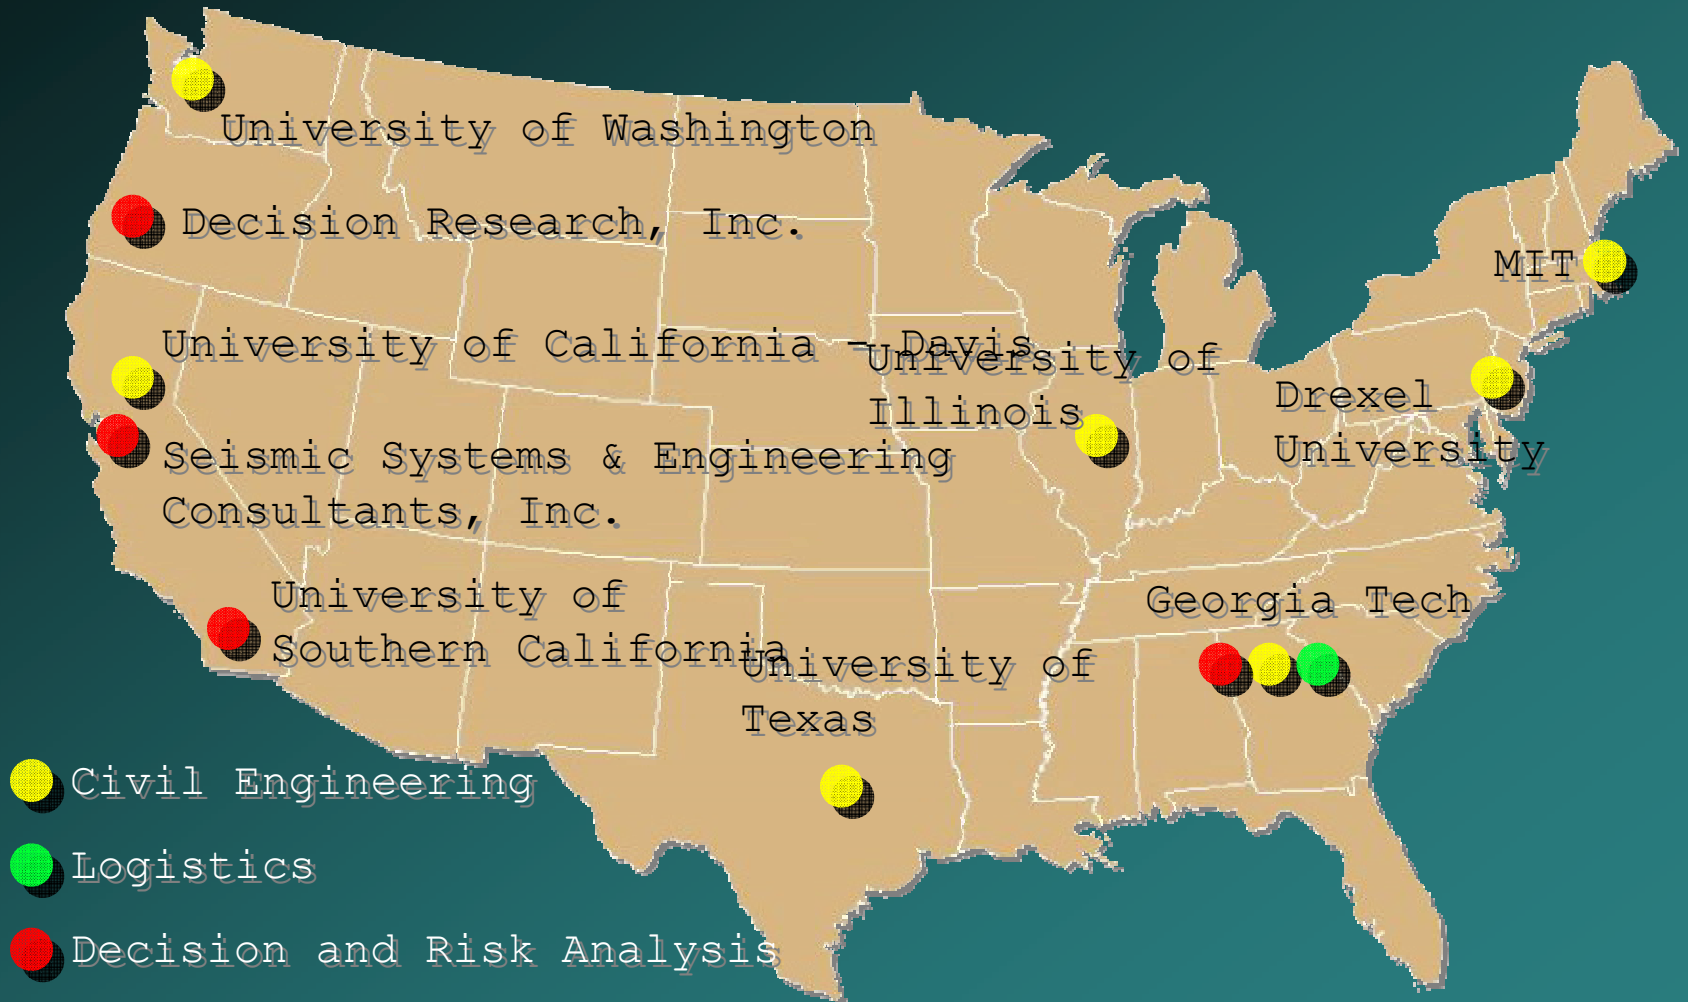 University of Washington
Decision Research, Inc.
MIT
University of California - Davis
University of
Illinois
Drexel
University
Seismic Systems & Engineering
Consultants, Inc.
University of
Southern California
Georgia Tech
University of
Texas
Civil Engineering
Logistics
Decision and Risk Analysis